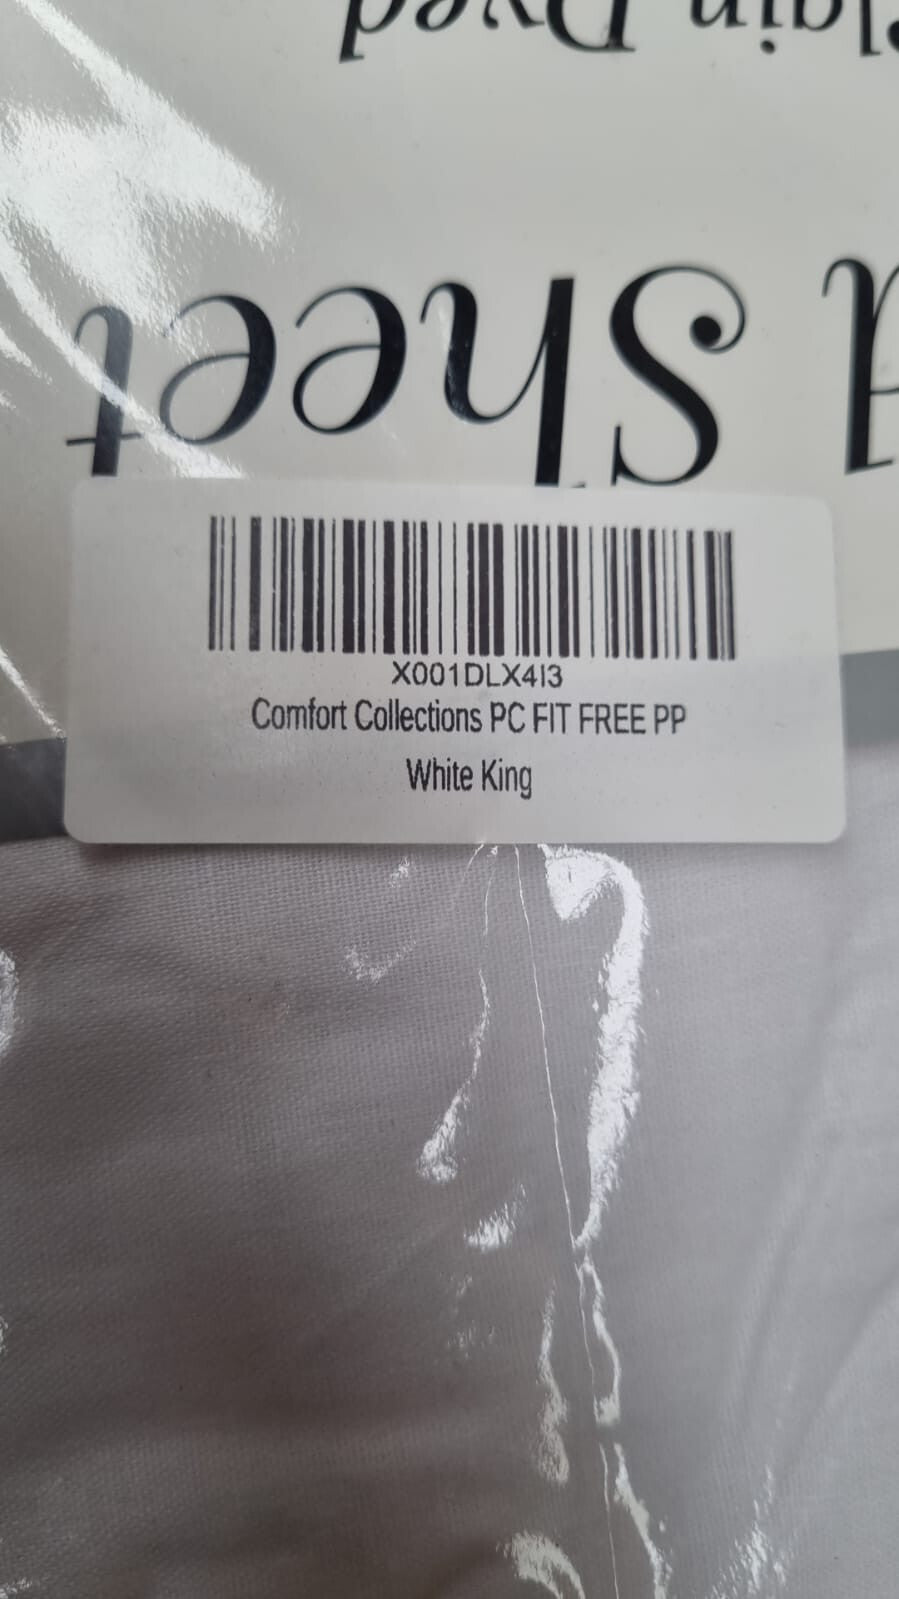 Plain Dyed
Sheet
X001DLX4I3
Comfort Collections PC FIT FREE PP
White King